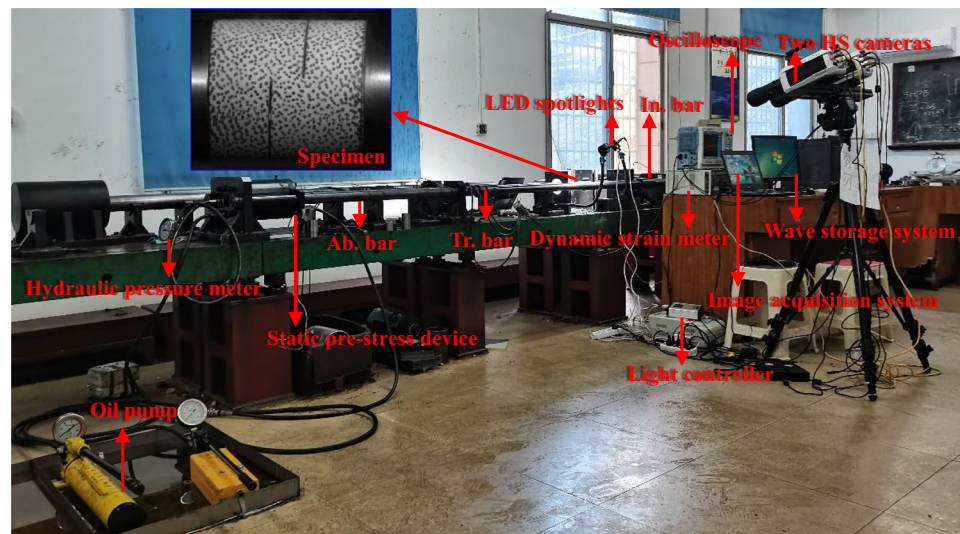 Oscilloscope
Two HS cameras
LED spotlights
In. bar
Specimen
Ab. bar
Tr. bar
Dynamic strain meter
Wave storage system
Hydraulic pressure meter
Image acquisition system
Static pre-stress device
Light controller
Oil pump